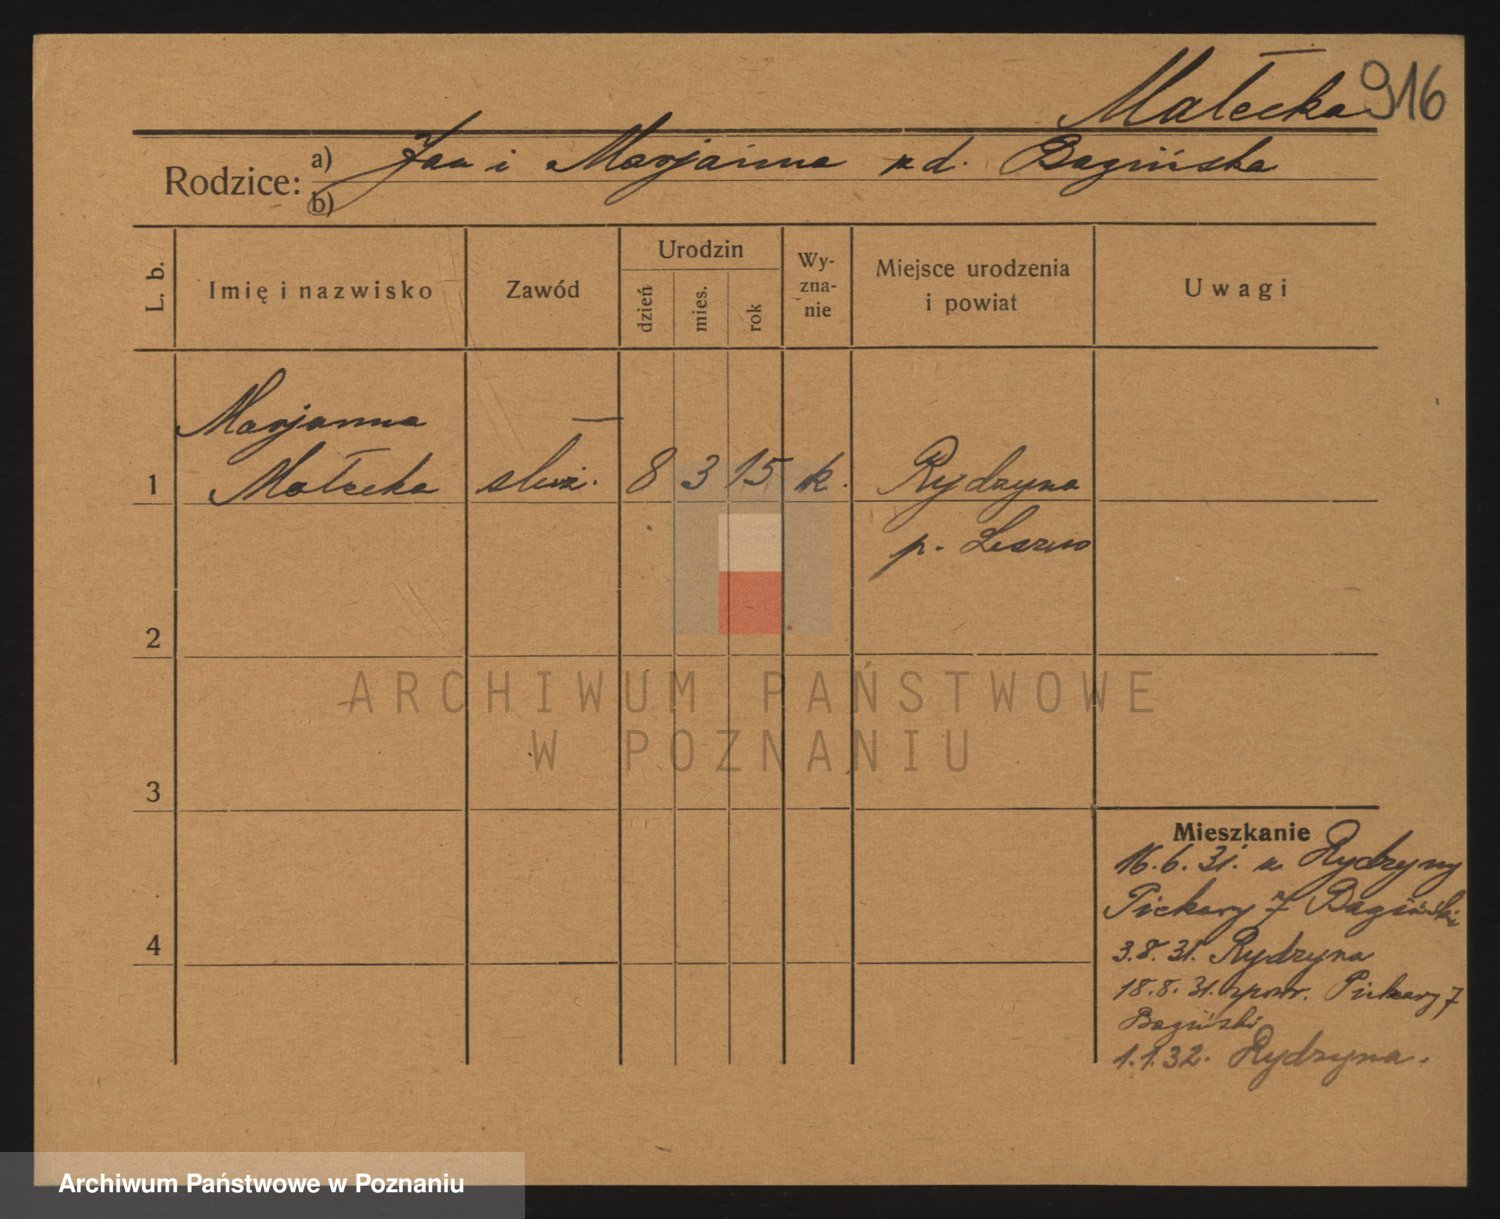 Małecka 916
Rodzice: a) Jan i Marjanna z d. Bagińska
b)
L. b. Imię i nazwisko Zawód Urodzin dzień mies. rok Wy-zna-nie Miejsce urodzenia i powiat Uwagi
Marjanna
1 Małecka służ. 8 3 15 k. Rydzyna
p. Leszno
2
ARCHIWUM PAŃSTWOWE
W POZNANIU
3
Mieszkanie
16.6.31. z Rydzyny
Piekary 7 Bagiński
4
3.8.31. Rydzyna
18.8.31. zpowr. Piekary 7
Bagiński
1.1.32. Rydzyna.
Archiwum Państwowe w Poznaniu